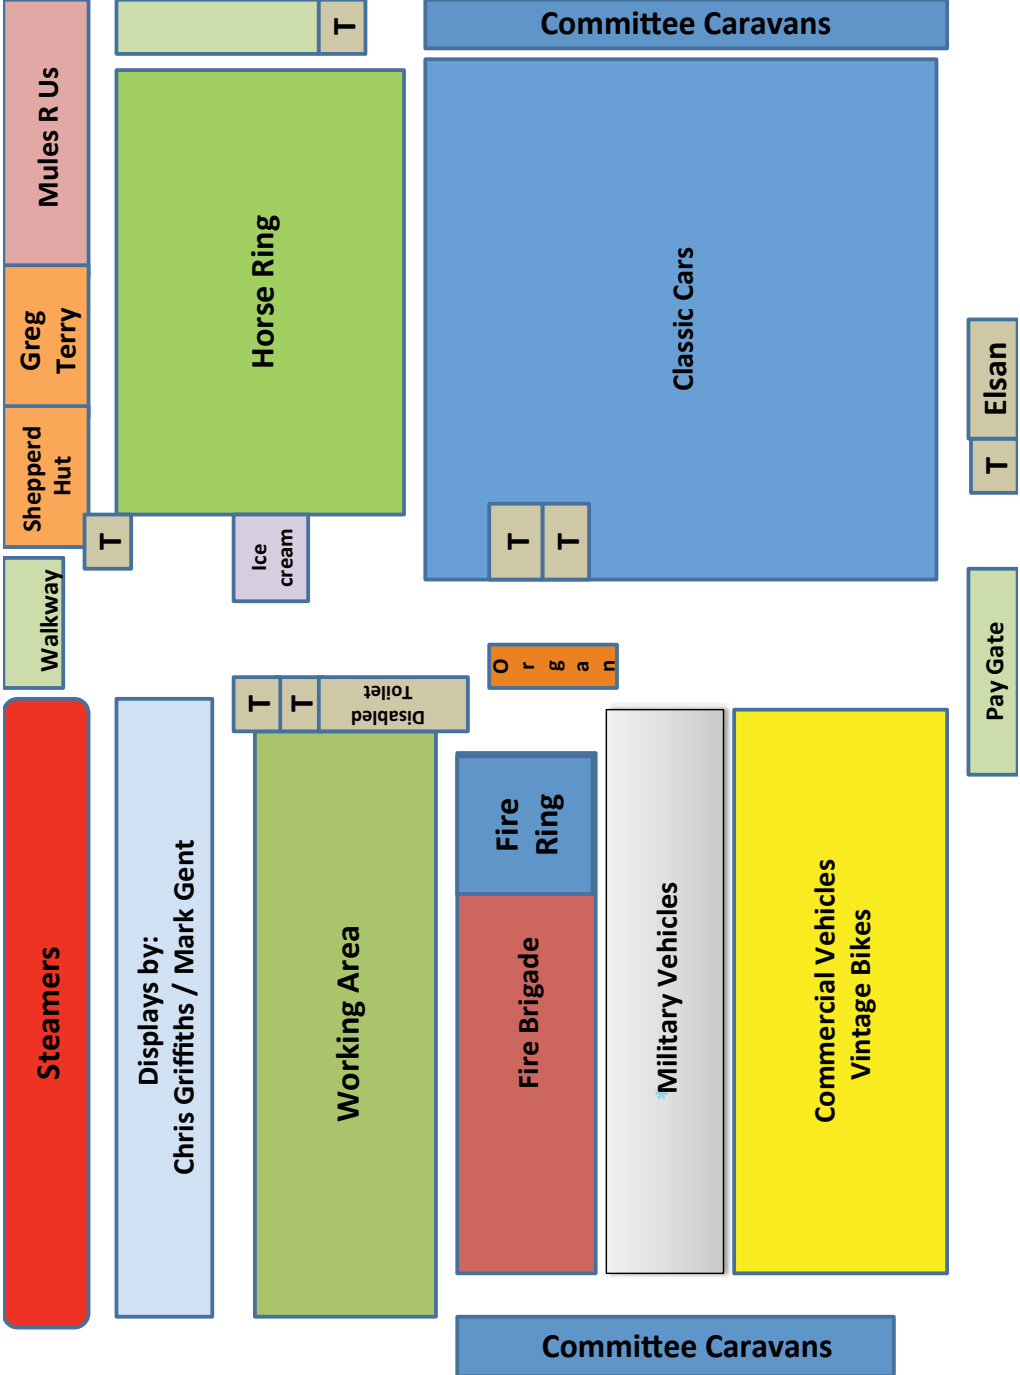 Committee Caravans
T
Mules R Us
Greg
Terry
Shepperd
Hut
T
Walkway
Horse Ring
Ice
cream
Classic Cars
T
T
Elsan
T
Pay Gate
Organ
T
T
Disabled
Toilet
Steamers
Displays by:
Chris Griffiths / Mark Gent
Working Area
Fire
Ring
Fire Brigade
*Military Vehicles
Commercial Vehicles
Vintage Bikes
Committee Caravans